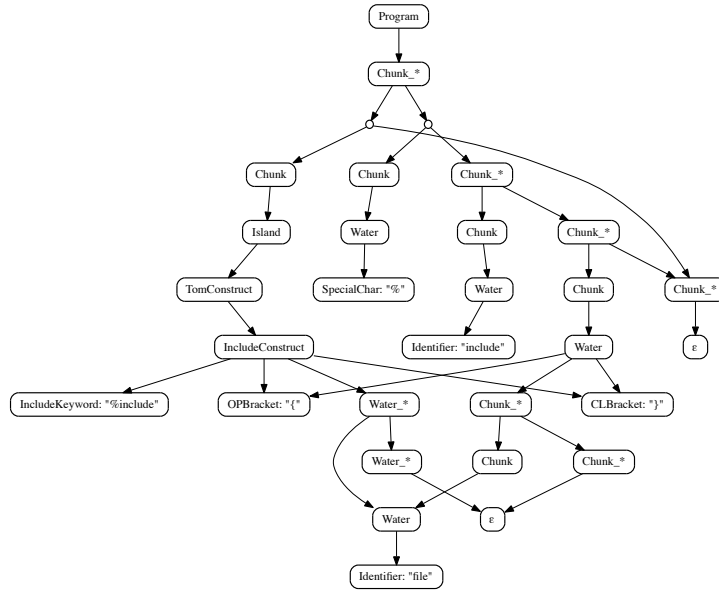 Program
Chunk_*
Chunk
Chunk
Chunk_*
Island
Water
Chunk
Chunk_*
TomConstruct
SpecialChar: "%"
Water
Chunk
Chunk_*
IncludeConstruct
Identifier: "include"
Water
ε
IncludeKeyword: "%include"
OPBracket: "{"
Water_*
Chunk_*
CLBracket: "}"
Water_*
Chunk
Chunk_*
Water
ε
Identifier: "file"